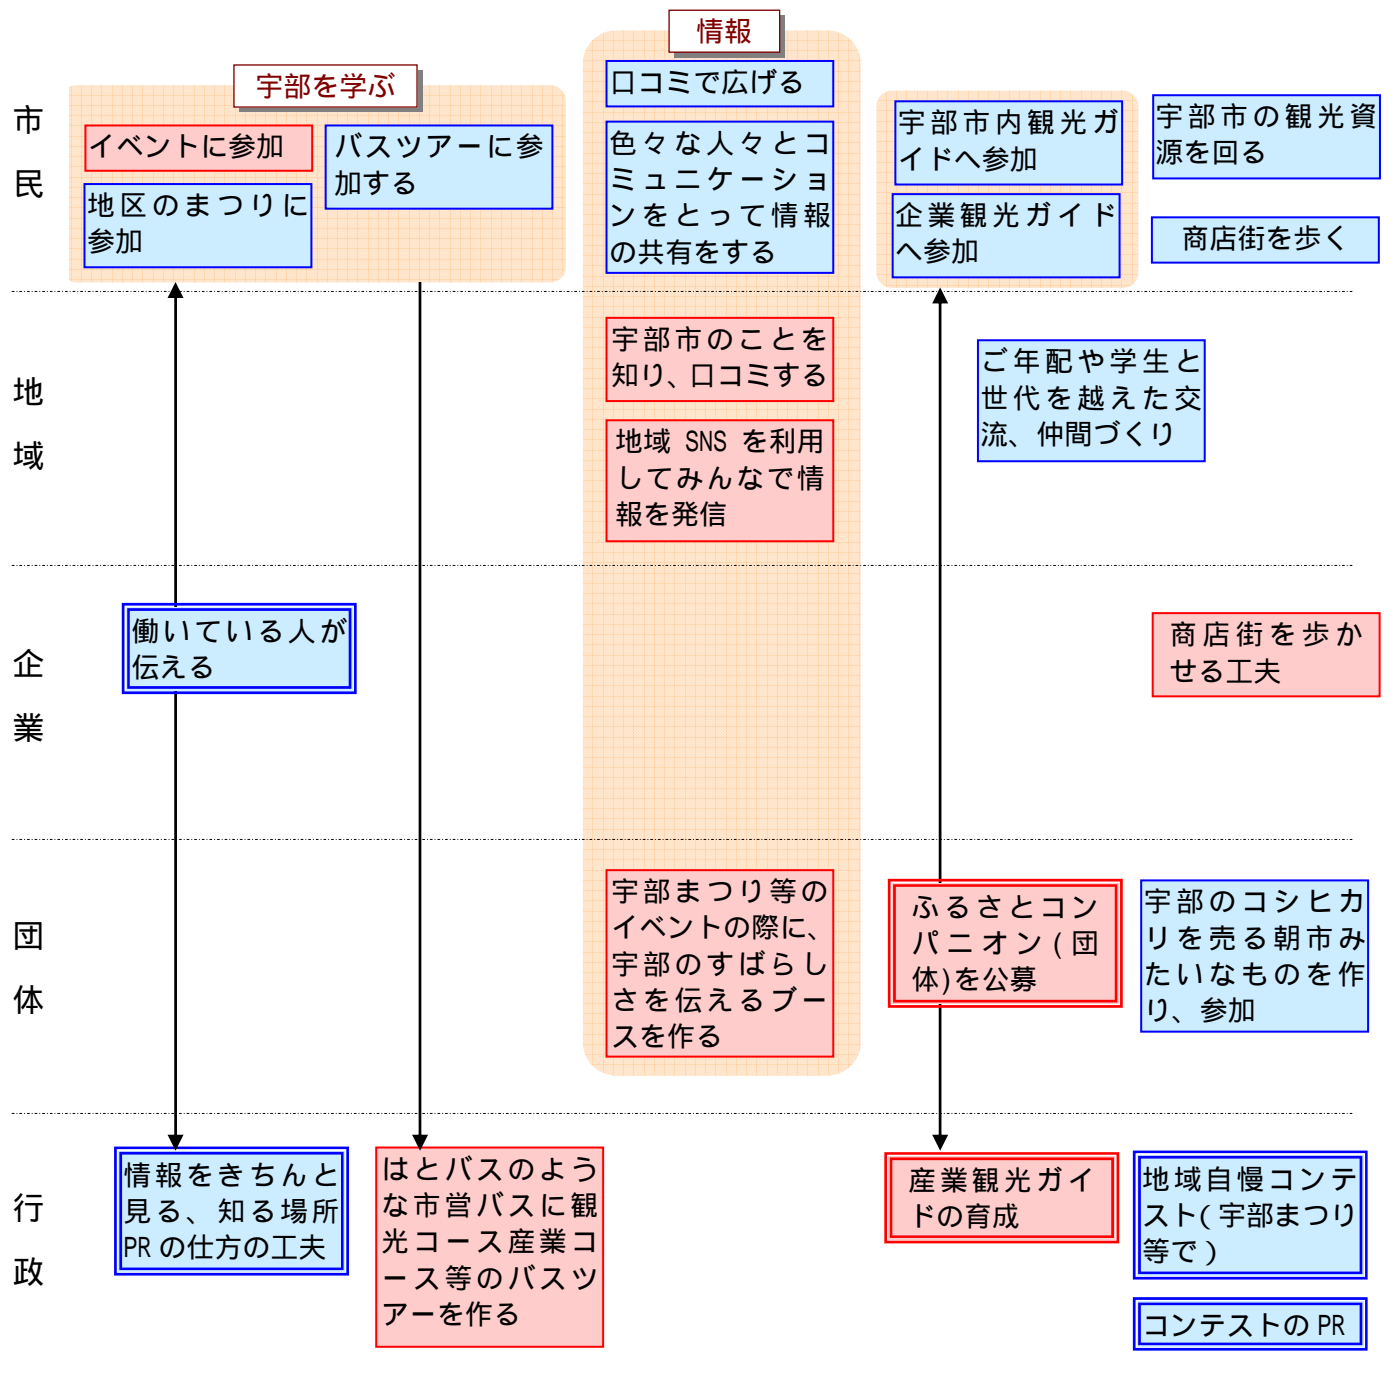 情報
宇部を学ぶ
市
民
イベントに参加
地区のまつりに
参加
バスツアーに参
加する
口コミで広げる
色々な人々とコ
ミュニケーショ
ンをとって情報
の共有をする
宇部市内観光ガ
イドへ参加
企業観光ガイド
へ参加
宇部市の観光資
源を回る
商店街を歩く
地
域
宇部市のことを
知り、口コミする
地域 SNS を利用
してみんなで情
報を発信
ご年配や学生と
世代を越えた交
流、仲間づくり
企
業
働いている人が
伝える
商店街を歩か
せる工夫
団
体
宇部まつり等の
イベントの際に、
宇部のすばらし
さを伝えるブー
スを作る
ふるさとコン
パニオン(団
体)を公募
宇部のコシヒカ
リを売る朝市み
たいなものを作
り、参加
行
政
情報をきちんと
見る、知る場所
PRの仕方の工夫
はとバスのよう
な市営バスに観
光コース産業コ
ース等のバスツ
アーを作る
産業観光ガイ
ドの育成
地域自慢コンテ
スト(宇部まつり
等で)
コンテストの PR